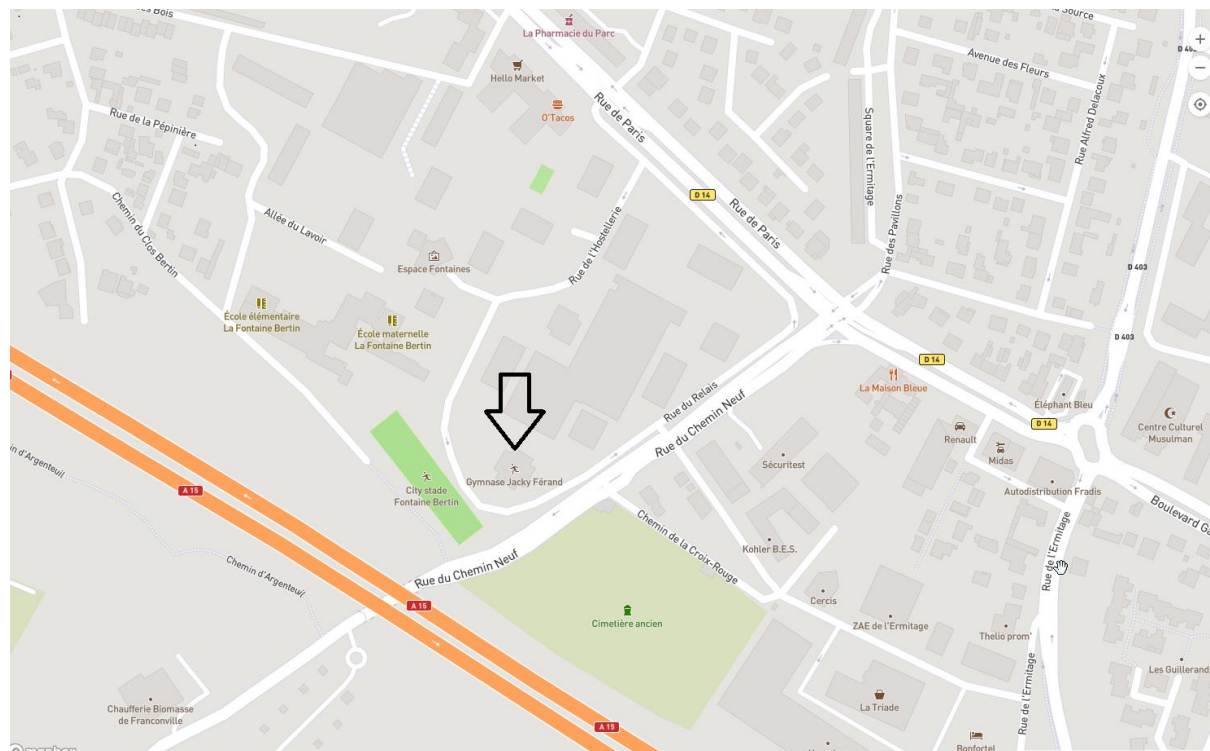 s Bois
La Pharmacie du Parc
la Source
Hello Market
O'Tacos
Avenue des Fleurs
Rue de la Pépinière
Rue de Paris
Square de l'Ermitage
Rue Alfred Delacoux
D 14
Rue de Paris
Chemin du Clos Bertin
Allée du Lavoir
Rue de l'Hostellerie
Rue des Pavillons
Espace Fontaines
D 403
École élémentaire
La Fontaine Bertin
École maternelle
La Fontaine Bertin
D 403
D 14
La Maison Bleue
Rue du Relais
Rue du Chemin Neuf
Éléphant Bleu
D 14
Centre Culturel
Musulman
Renault
Midas
Sécuritest
in d'Argenteuil
A 15
City stade
Fontaine Bertin
Gymnase Jacky Férand
Autodistribution Fradis
Boulevard Ga
Chemin de la Croix-Rouge
Kohler B.E.S.
Rue de l'Ermitage
Chemin d'Argenteuil
Rue du Chemin Neuf
A 15
Cimetière ancien
Cercis
ZAE de l'Ermitage
Thelio prom'
Les Guillerand
Rue de l'Ermitage
Chaufferie Biomasse
de Franconville
La Triade
A 15
Bonfortel
mapbox